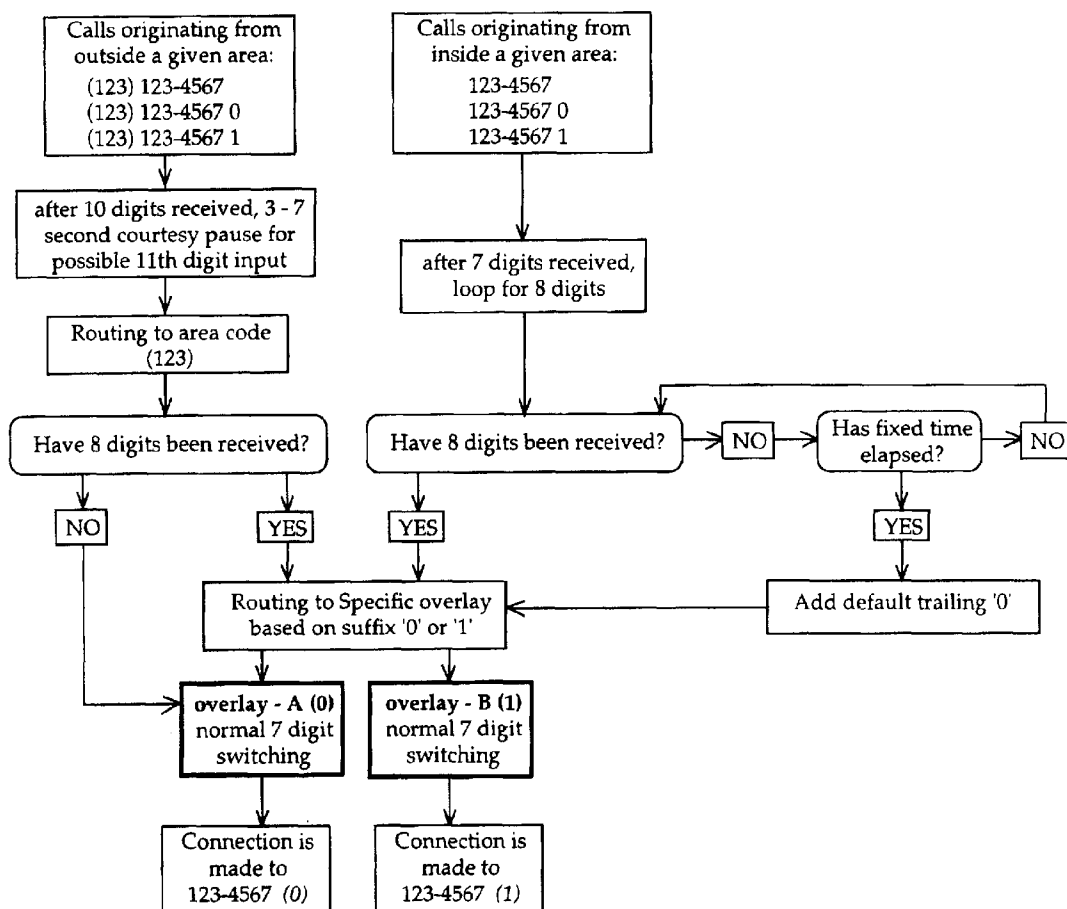 Calls originating from
outside a given area:
(123) 123-4567
(123) 123-4567 0
(123) 123-4567 1
Calls originating from
inside a given area:
123-4567
123-4567 0
123-4567 1
after 10 digits received, 3 - 7
second courtesy pause for
possible 11th digit input
after 7 digits received,
loop for 8 digits
Routing to area code
(123)
Have 8 digits been received?
Have 8 digits been received?
NO
Has fixed time
elapsed?
NO
NO
YES
YES
YES
Routing to Specific overlay
based on suffix '0' or '1'
Add default trailing '0'
overlay - A (0)
normal 7 digit
switching
overlay - B (1)
normal 7 digit
switching
Connection is
made to
123-4567 (0)
Connection is
made to
123-4567 (1)